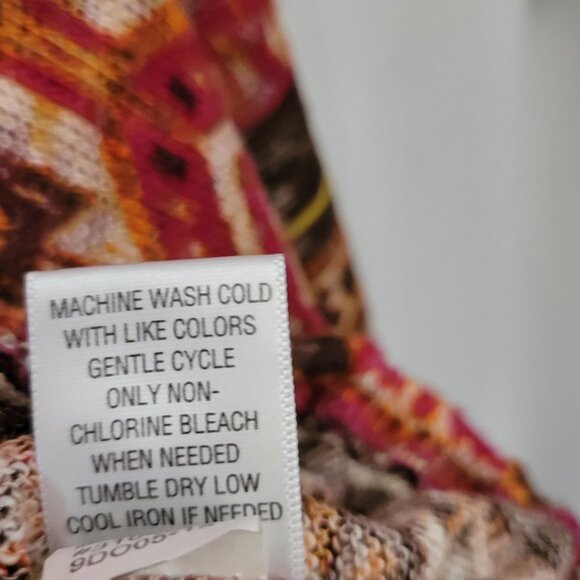 MACHINE WASH COLD
WITH LIKE COLORS
GENTLE CYCLE
ONLY NON-
CHLORINE BLEACH
WHEN NEEDED
TUMBLE DRY LOW
COOL IRON IF NEEDED